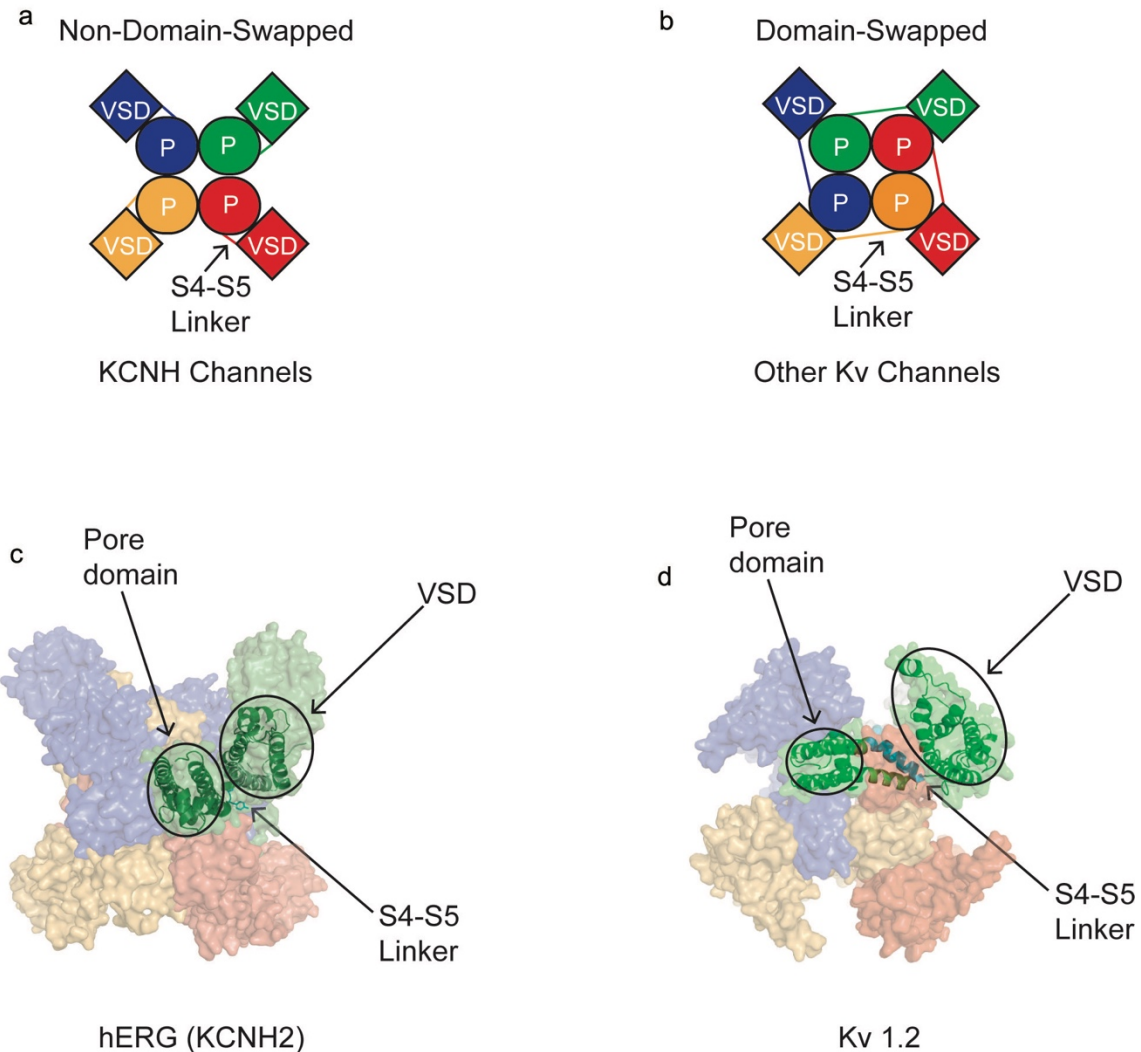 a
Non-Domain-Swapped
VSD
VSD
P
P
P
P
VSD
VSD
S4-S5
Linker
KCNH Channels
b
Domain-Swapped
VSD
VSD
P
P
P
P
VSD
VSD
S4-S5
Linker
Other Kv Channels
c
Pore
domain
VSD
S4-S5
Linker
hERG (KCNH2)
d
Pore
domain
VSD
S4-S5
Linker
Kv 1.2